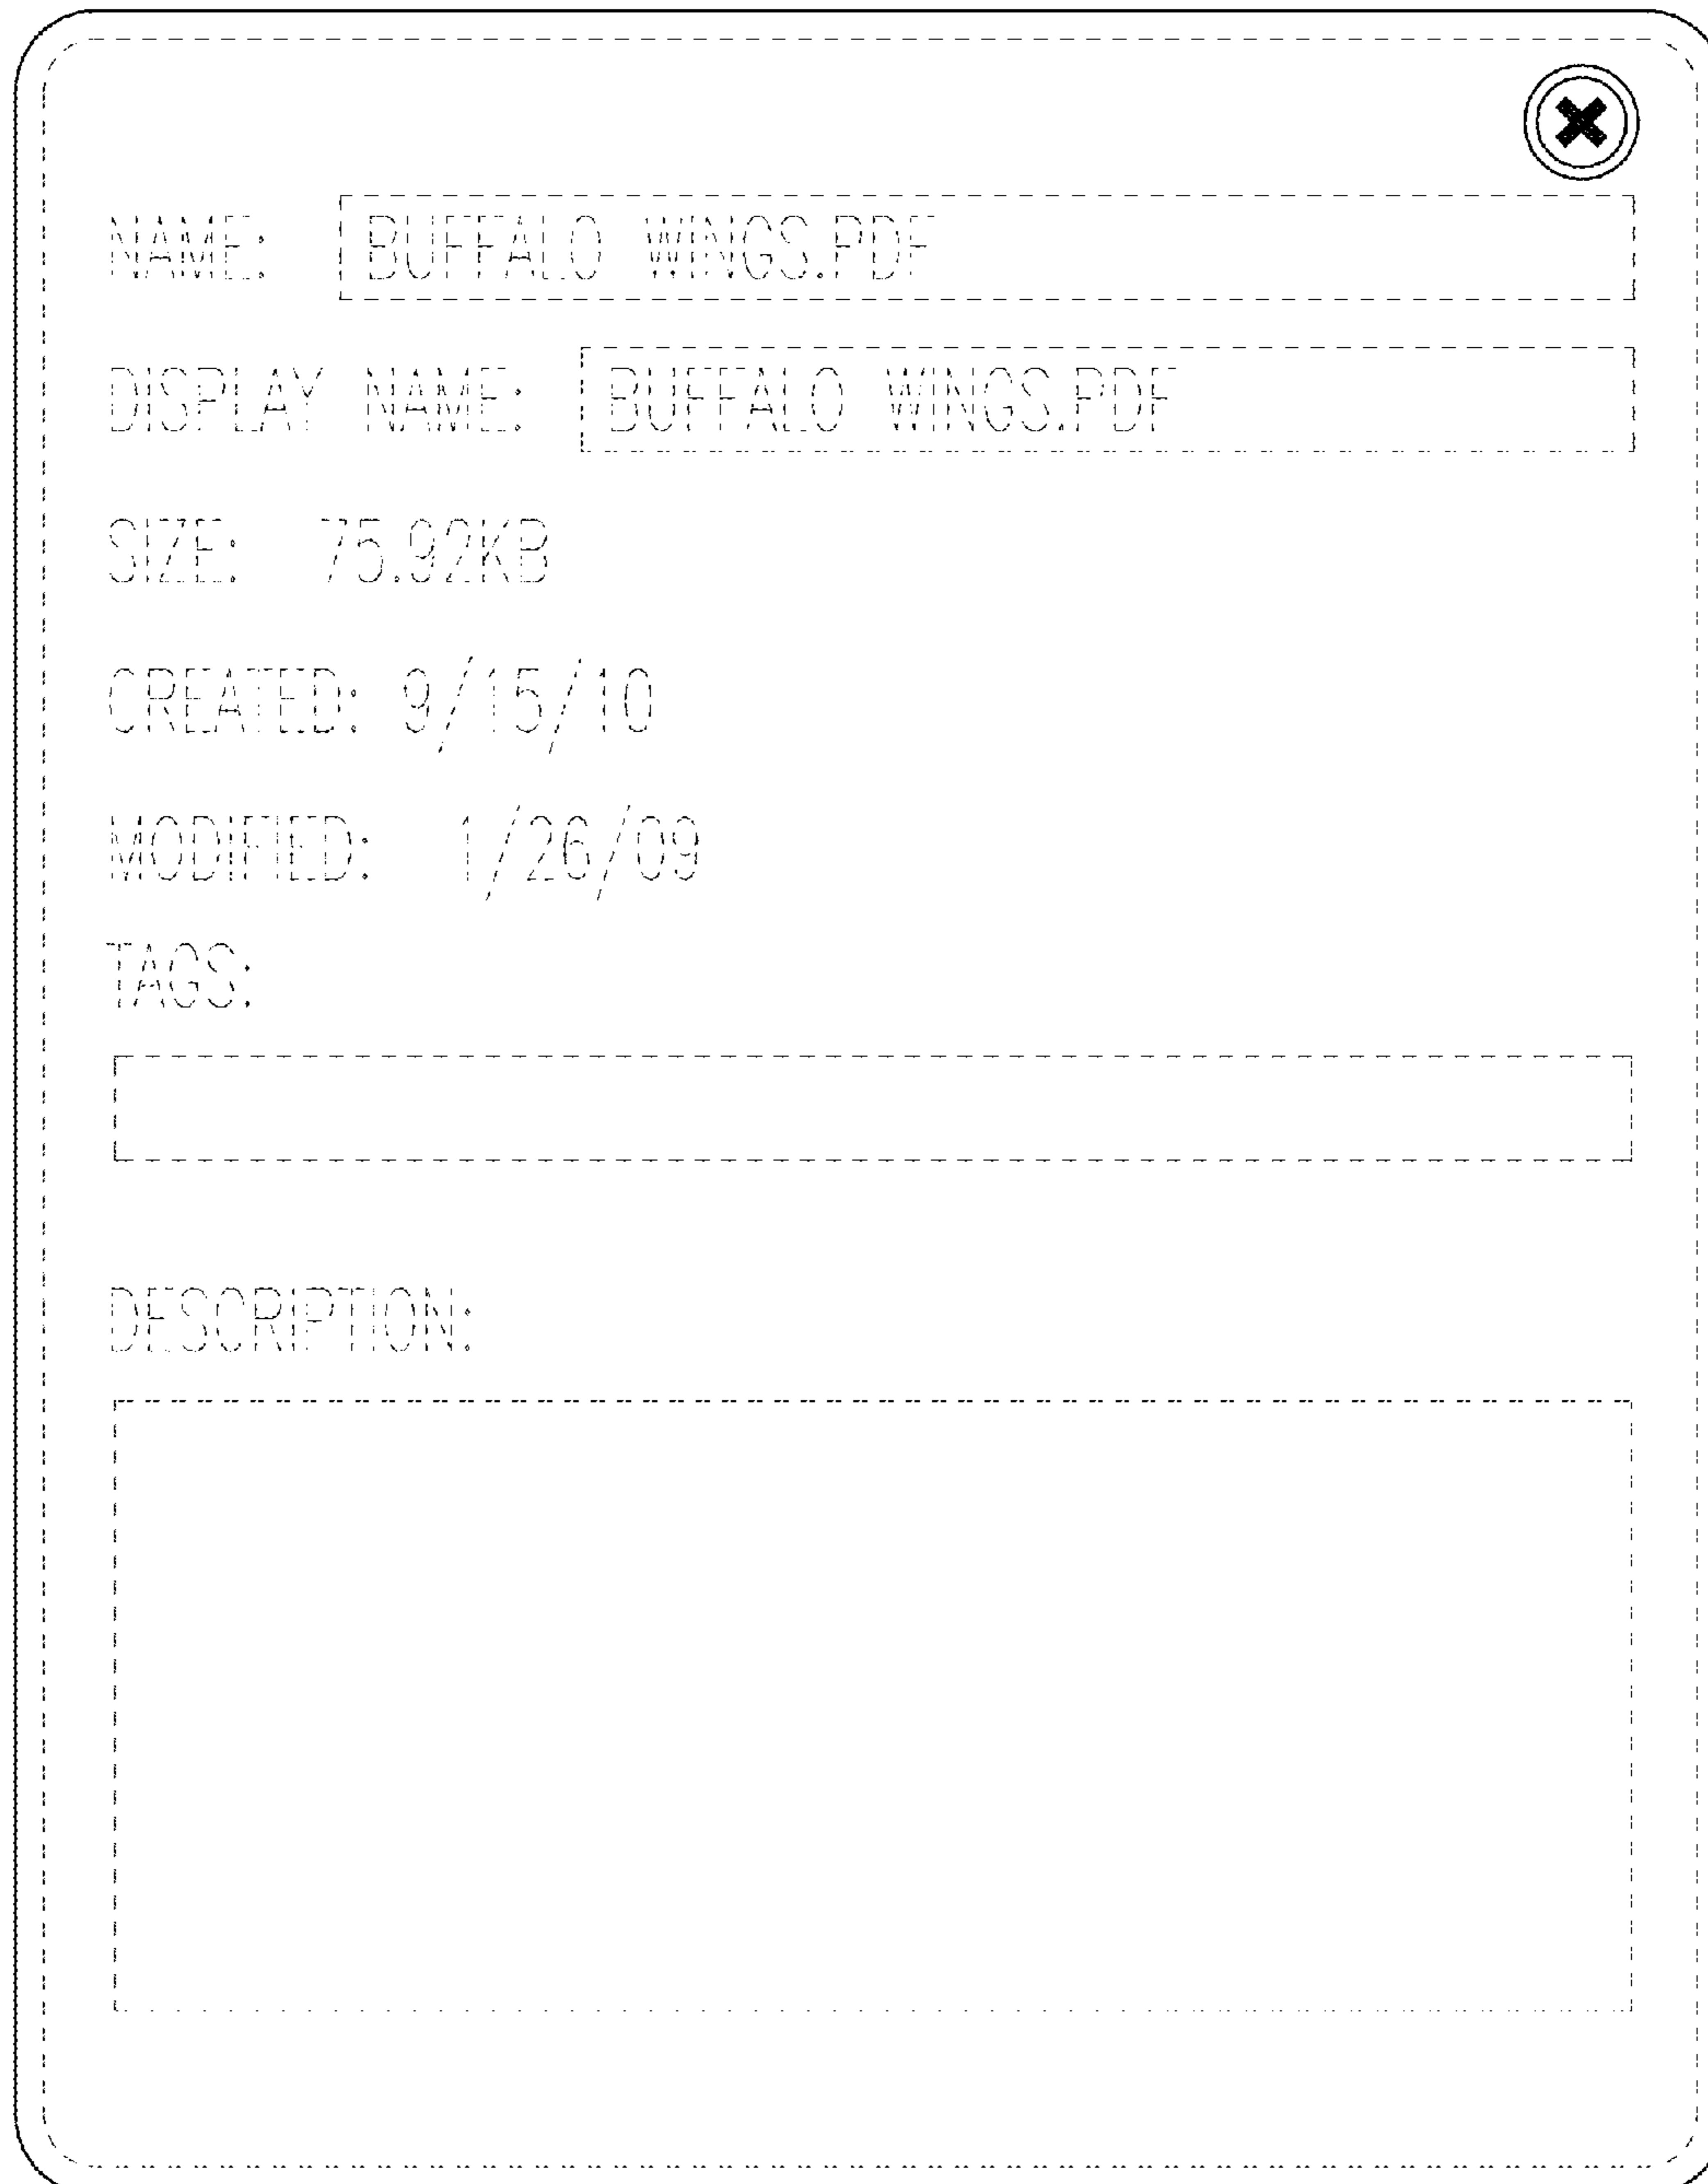 NAME: BUFFALO WINGS.PDF
DISPLAY NAME: BUFFALO WINGS.PDF
SIZE: 75.92KB
CREATED: 9/15/10
MODIFIED: 1/26/09
TAGS:
DESCRIPTION: